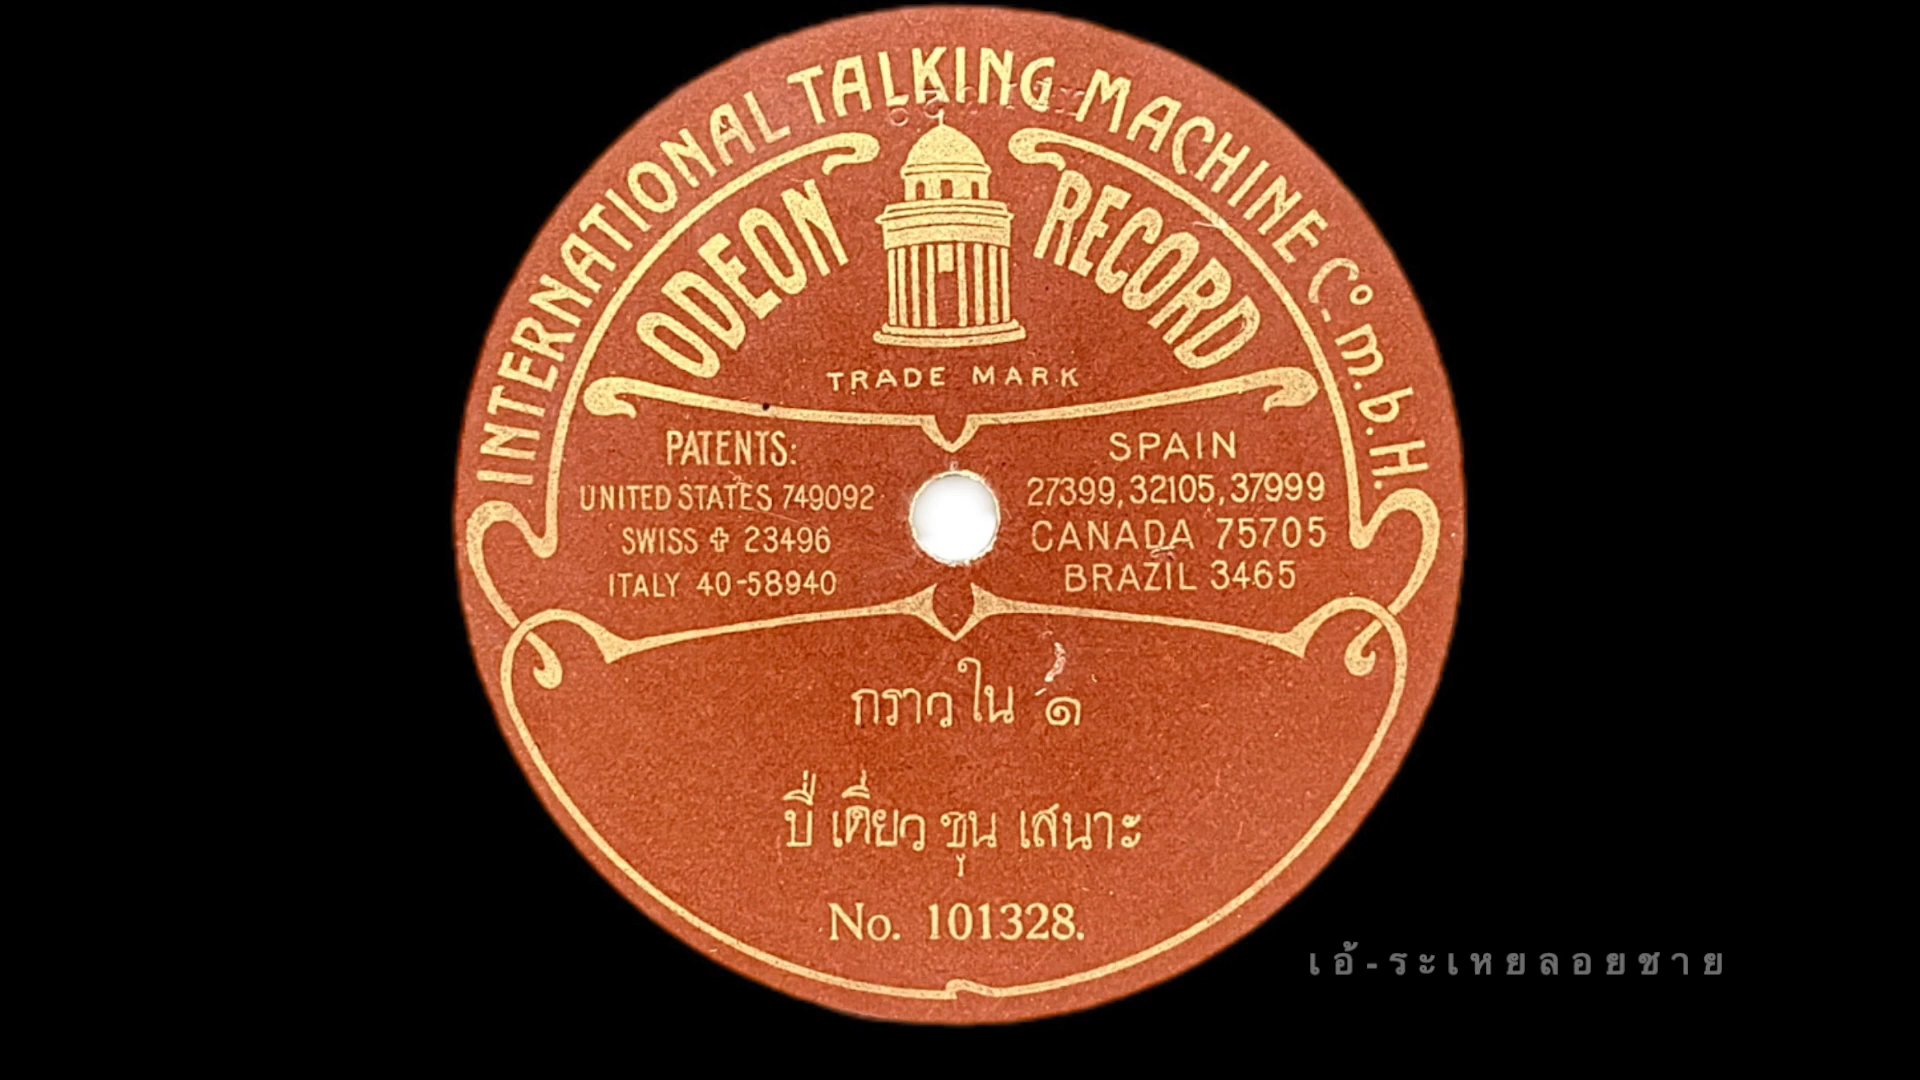 INTERNATIONAL TALKING MACHINE Co. m.b.H.
ODEON RECORD
TRADE MARK
PATENTS:
UNITED STATES 749092
SWISS ✚ 23496
ITALY 40-58940
SPAIN
27399, 32105, 37999
CANADA 75705
BRAZIL 3465
กราวใน ๑
ปี่ เดี่ยว ขุน เสนาะ
No. 101328.
เอ้-ระเหยลอยชาย